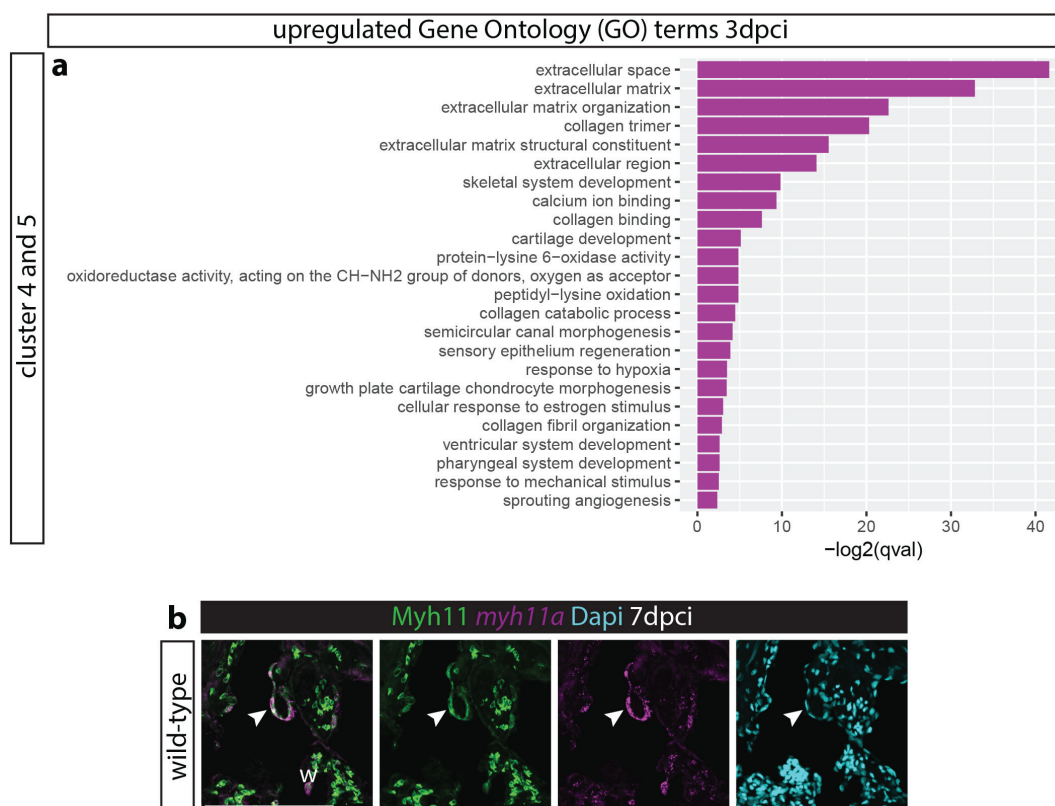 upregulated Gene Ontology (GO) terms 3dpci
cluster 4 and 5
a
extracellular space
extracellular matrix
extracellular matrix organization
collagen trimer
extracellular matrix structural constituent
extracellular region
skeletal system development
calcium ion binding
collagen binding
cartilage development
protein−lysine 6−oxidase activity
oxidoreductase activity, acting on the CH−NH2 group of donors, oxygen as acceptor
peptidyl−lysine oxidation
collagen catabolic process
semicircular canal morphogenesis
sensory epithelium regeneration
response to hypoxia
growth plate cartilage chondrocyte morphogenesis
cellular response to estrogen stimulus
collagen fibril organization
ventricular system development
pharyngeal system development
response to mechanical stimulus
sprouting angiogenesis
0 10 20 30 40
−log2(qval)
b
Myh11 myh11a Dapi 7dpci
wild-type
w